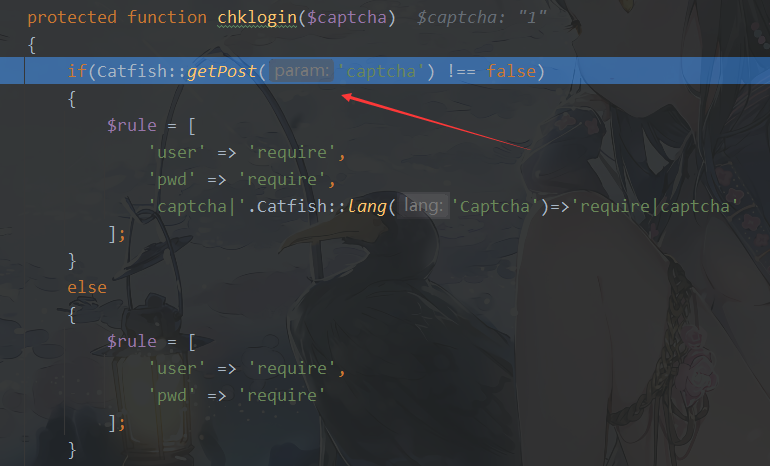 protected function chklogin($captcha)  $captcha: "1"
{
    if(Catfish::getPost( param: 'captcha') !== false)
    {
        $rule = [
            'user' => 'require',
            'pwd' => 'require',
            'captcha|'.Catfish::lang( lang: 'Captcha')=>'require|captcha'
        ];
    }
    else
    {
        $rule = [
            'user' => 'require',
            'pwd' => 'require'
        ];
    }